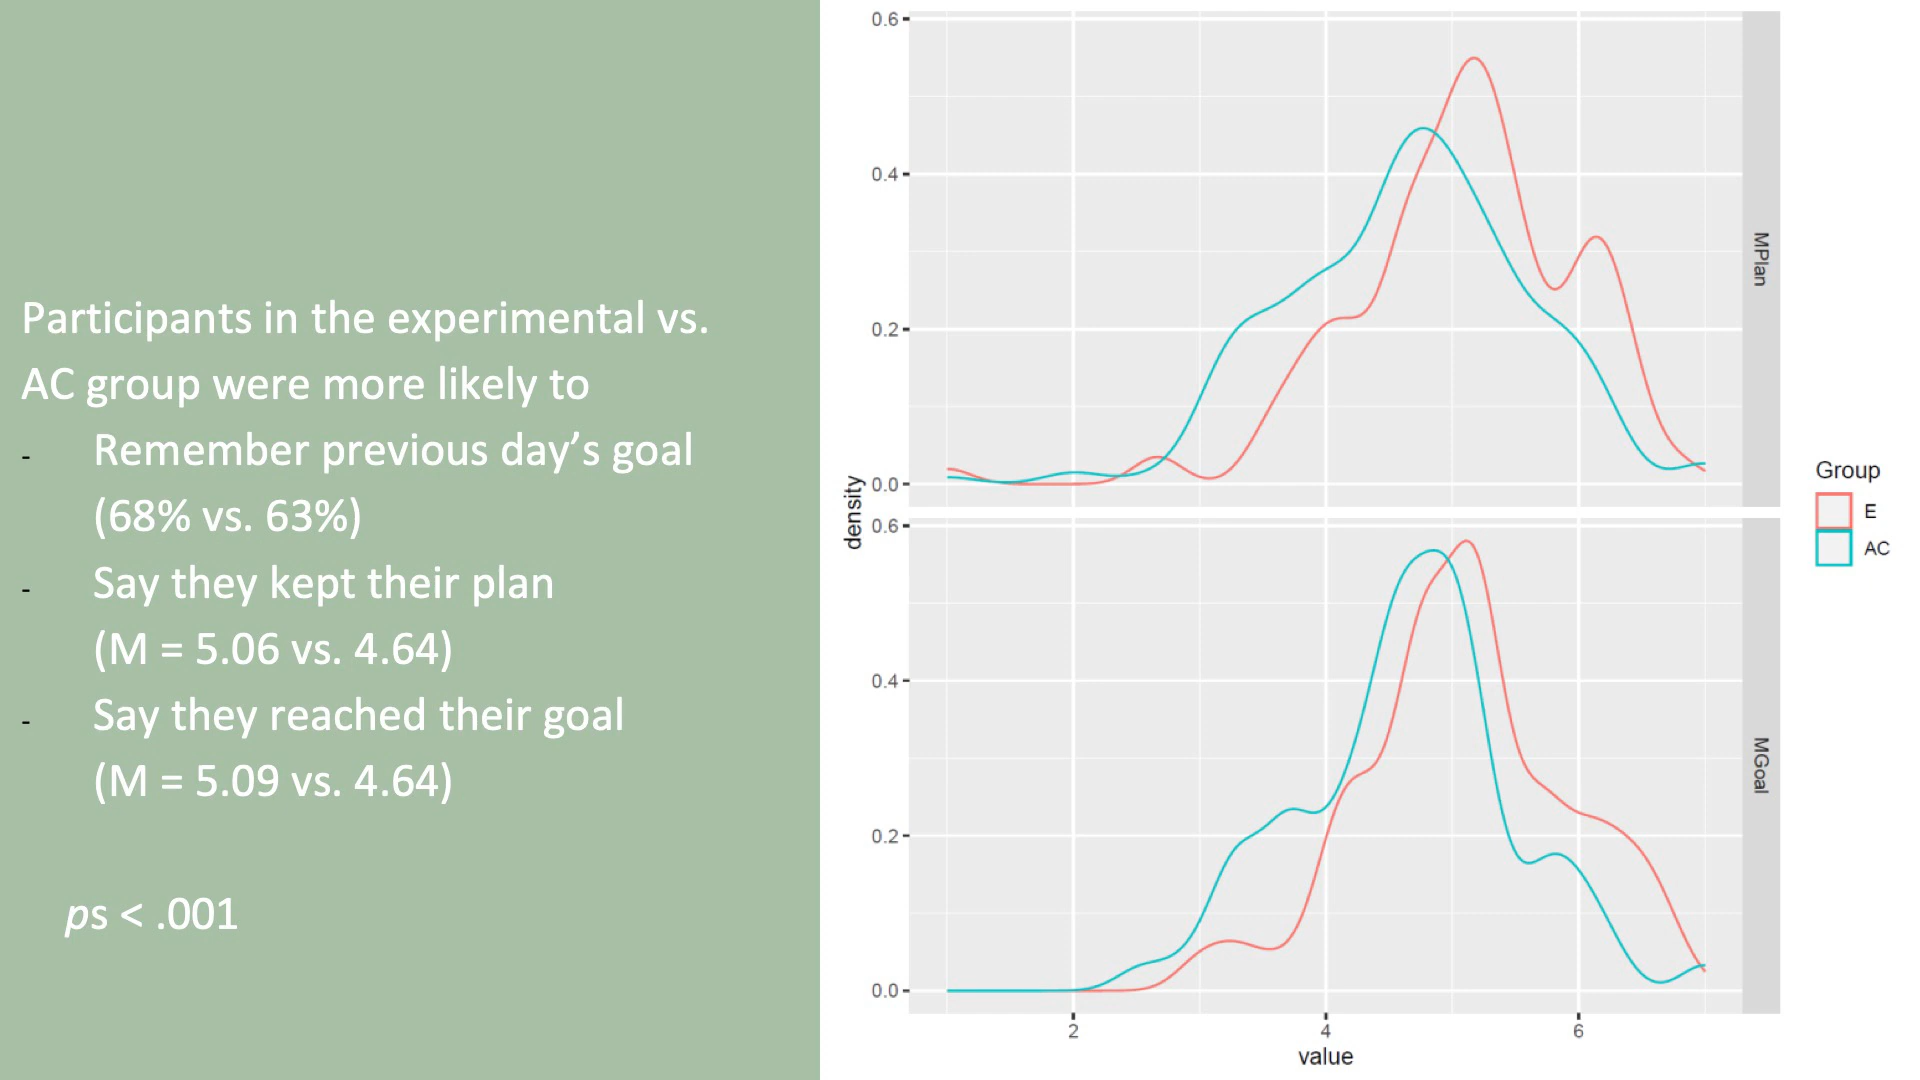 Participants in the experimental vs.
AC group were more likely to
- Remember previous day’s goal
(68% vs. 63%)
- Say they kept their plan
(M = 5.06 vs. 4.64)
- Say they reached their goal
(M = 5.09 vs. 4.64)
ps < .001
0.6
0.4
0.2
0.0
MPlan
density
0.6
0.4
0.2
0.0
MGoal
2 4 6
value
Group
E
AC